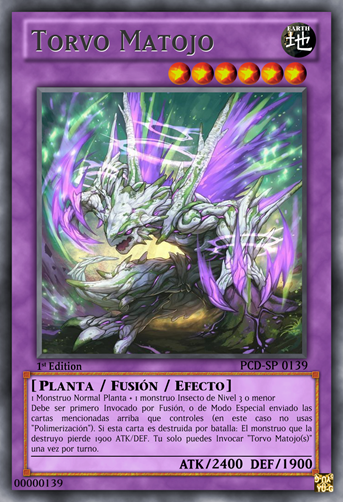 Torvo Matojo
EARTH
地
1st Edition
PCD-SP 0139
[Planta / Fusión / Efecto]
1 Monstruo Normal Planta + 1 monstruo Insecto de Nivel 3 o menor
Debe ser primero Invocado por Fusión, o de Modo Especial enviado las
cartas mencionadas arriba que controles (en este caso no usas
"Polimerización"). Si esta carta es destruida por batalla: El monstruo que la
destruyo pierde 1900 ATK/DEF. Tu solo puedes Invocar "Torvo Matojo(s)"
una vez por turno.
ATK/2400 DEF/1900
00000139